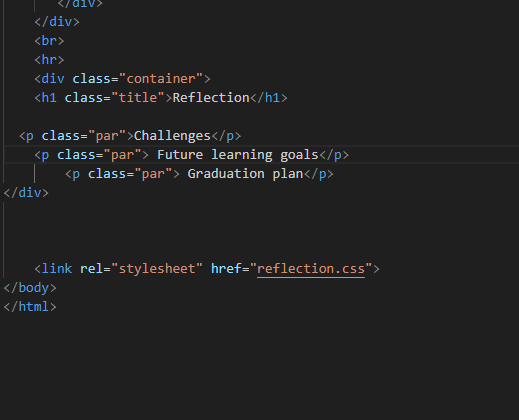 </div>
</div>
<br>
<hr>
<div class="container">
<h1 class="title">Reflection</h1>
<p class="par">Challenges</p>
<p class="par"> Future learning goals</p>
<p class="par"> Graduation plan</p>
</div>
<link rel="stylesheet" href="reflection.css">
</body>
</html>